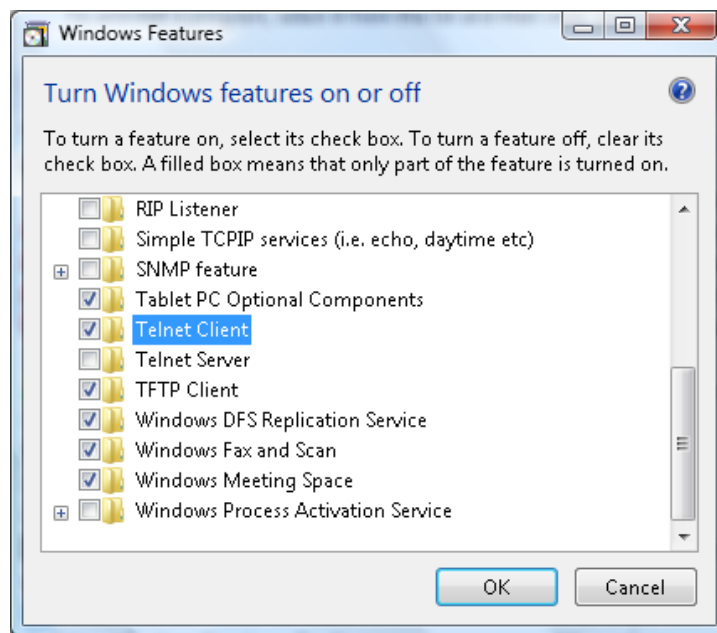 Windows Features
Turn Windows features on or off
To turn a feature on, select its check box. To turn a feature off, clear its
check box. A filled box means that only part of the feature is turned on.
RIP Listener
Simple TCPIP services (i.e. echo, daytime etc)
SNMP feature
Tablet PC Optional Components
Telnet Client
Telnet Server
TFTP Client
Windows DFS Replication Service
Windows Fax and Scan
Windows Meeting Space
Windows Process Activation Service
OK Cancel